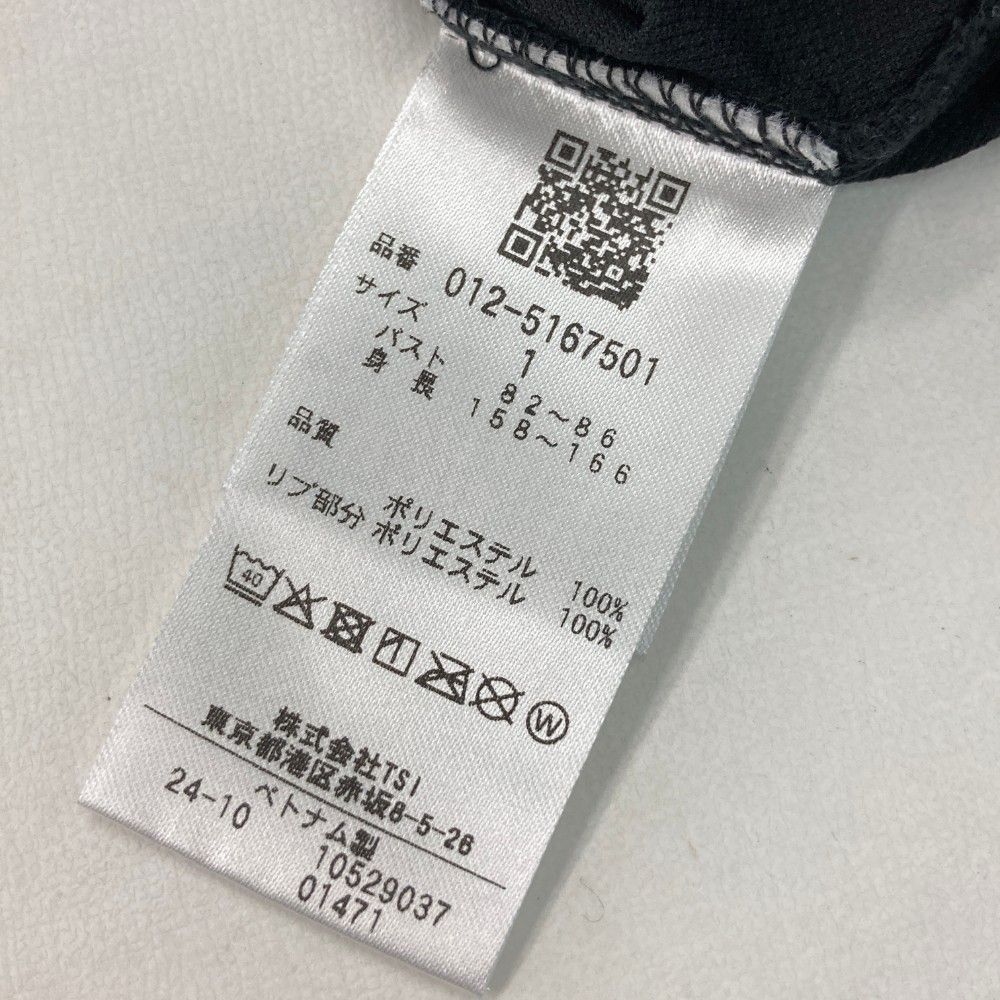 品番 012-5167501
サイズ 1
バスト 82～86
身長 158～166
品質
ポリエステル 100%
リブ部分 ポリエステル 100%
40
W
株式会社TSI
東京都港区赤坂8-5-26
ベトナム製
24-10 10529037
01471